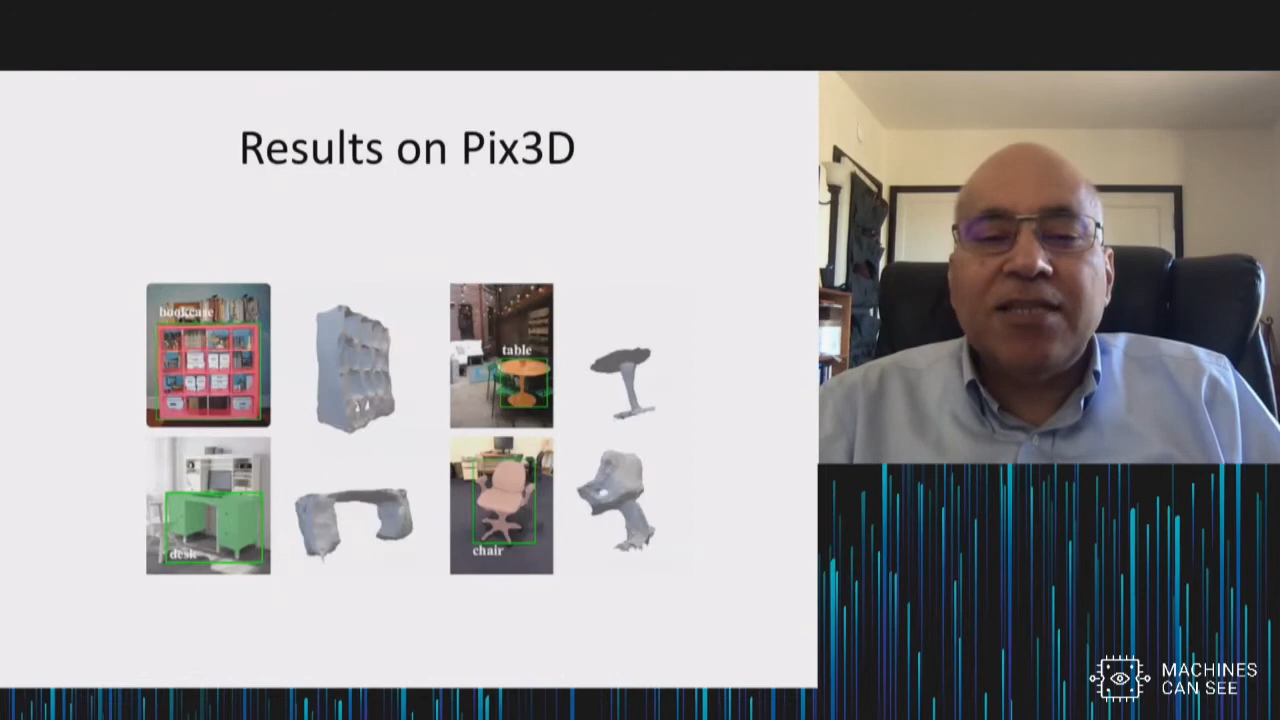 Results on Pix3D
bookcase
table
desk
chair
MACHINES
CAN SEE